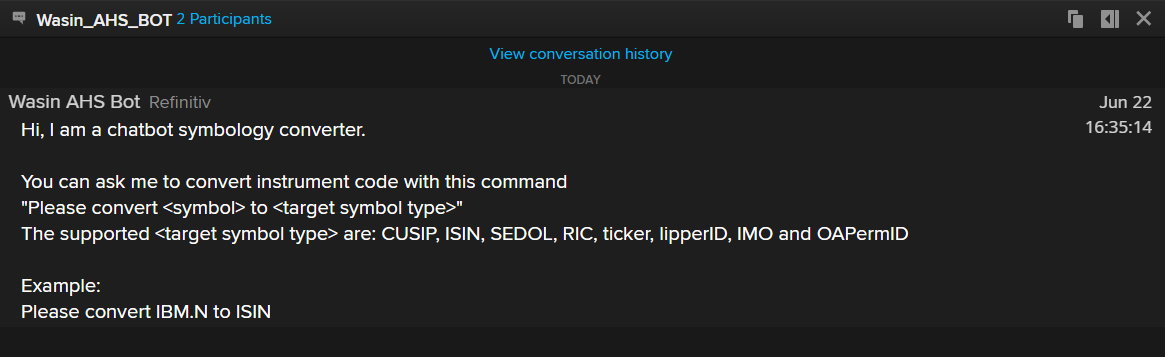 Wasin_AHS_BOT 2 Participants
View conversation history
TODAY
Wasin AHS Bot Refinitiv Jun 22
Hi, I am a chatbot symbology converter. 16:35:14
You can ask me to convert instrument code with this command
"Please convert <symbol> to <target symbol type>"
The supported <target symbol type> are: CUSIP, ISIN, SEDOL, RIC, ticker, lipperID, IMO and OAPermID
Example:
Please convert IBM.N to ISIN